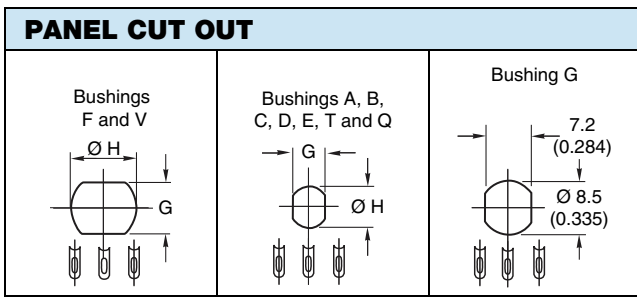 PANEL CUT OUT
Bushings
F and V
Ø H
G
Bushings A, B,
C, D, E, T and Q
G
Ø H
Bushing G
7.2
(0.284)
Ø 8.5
(0.335)